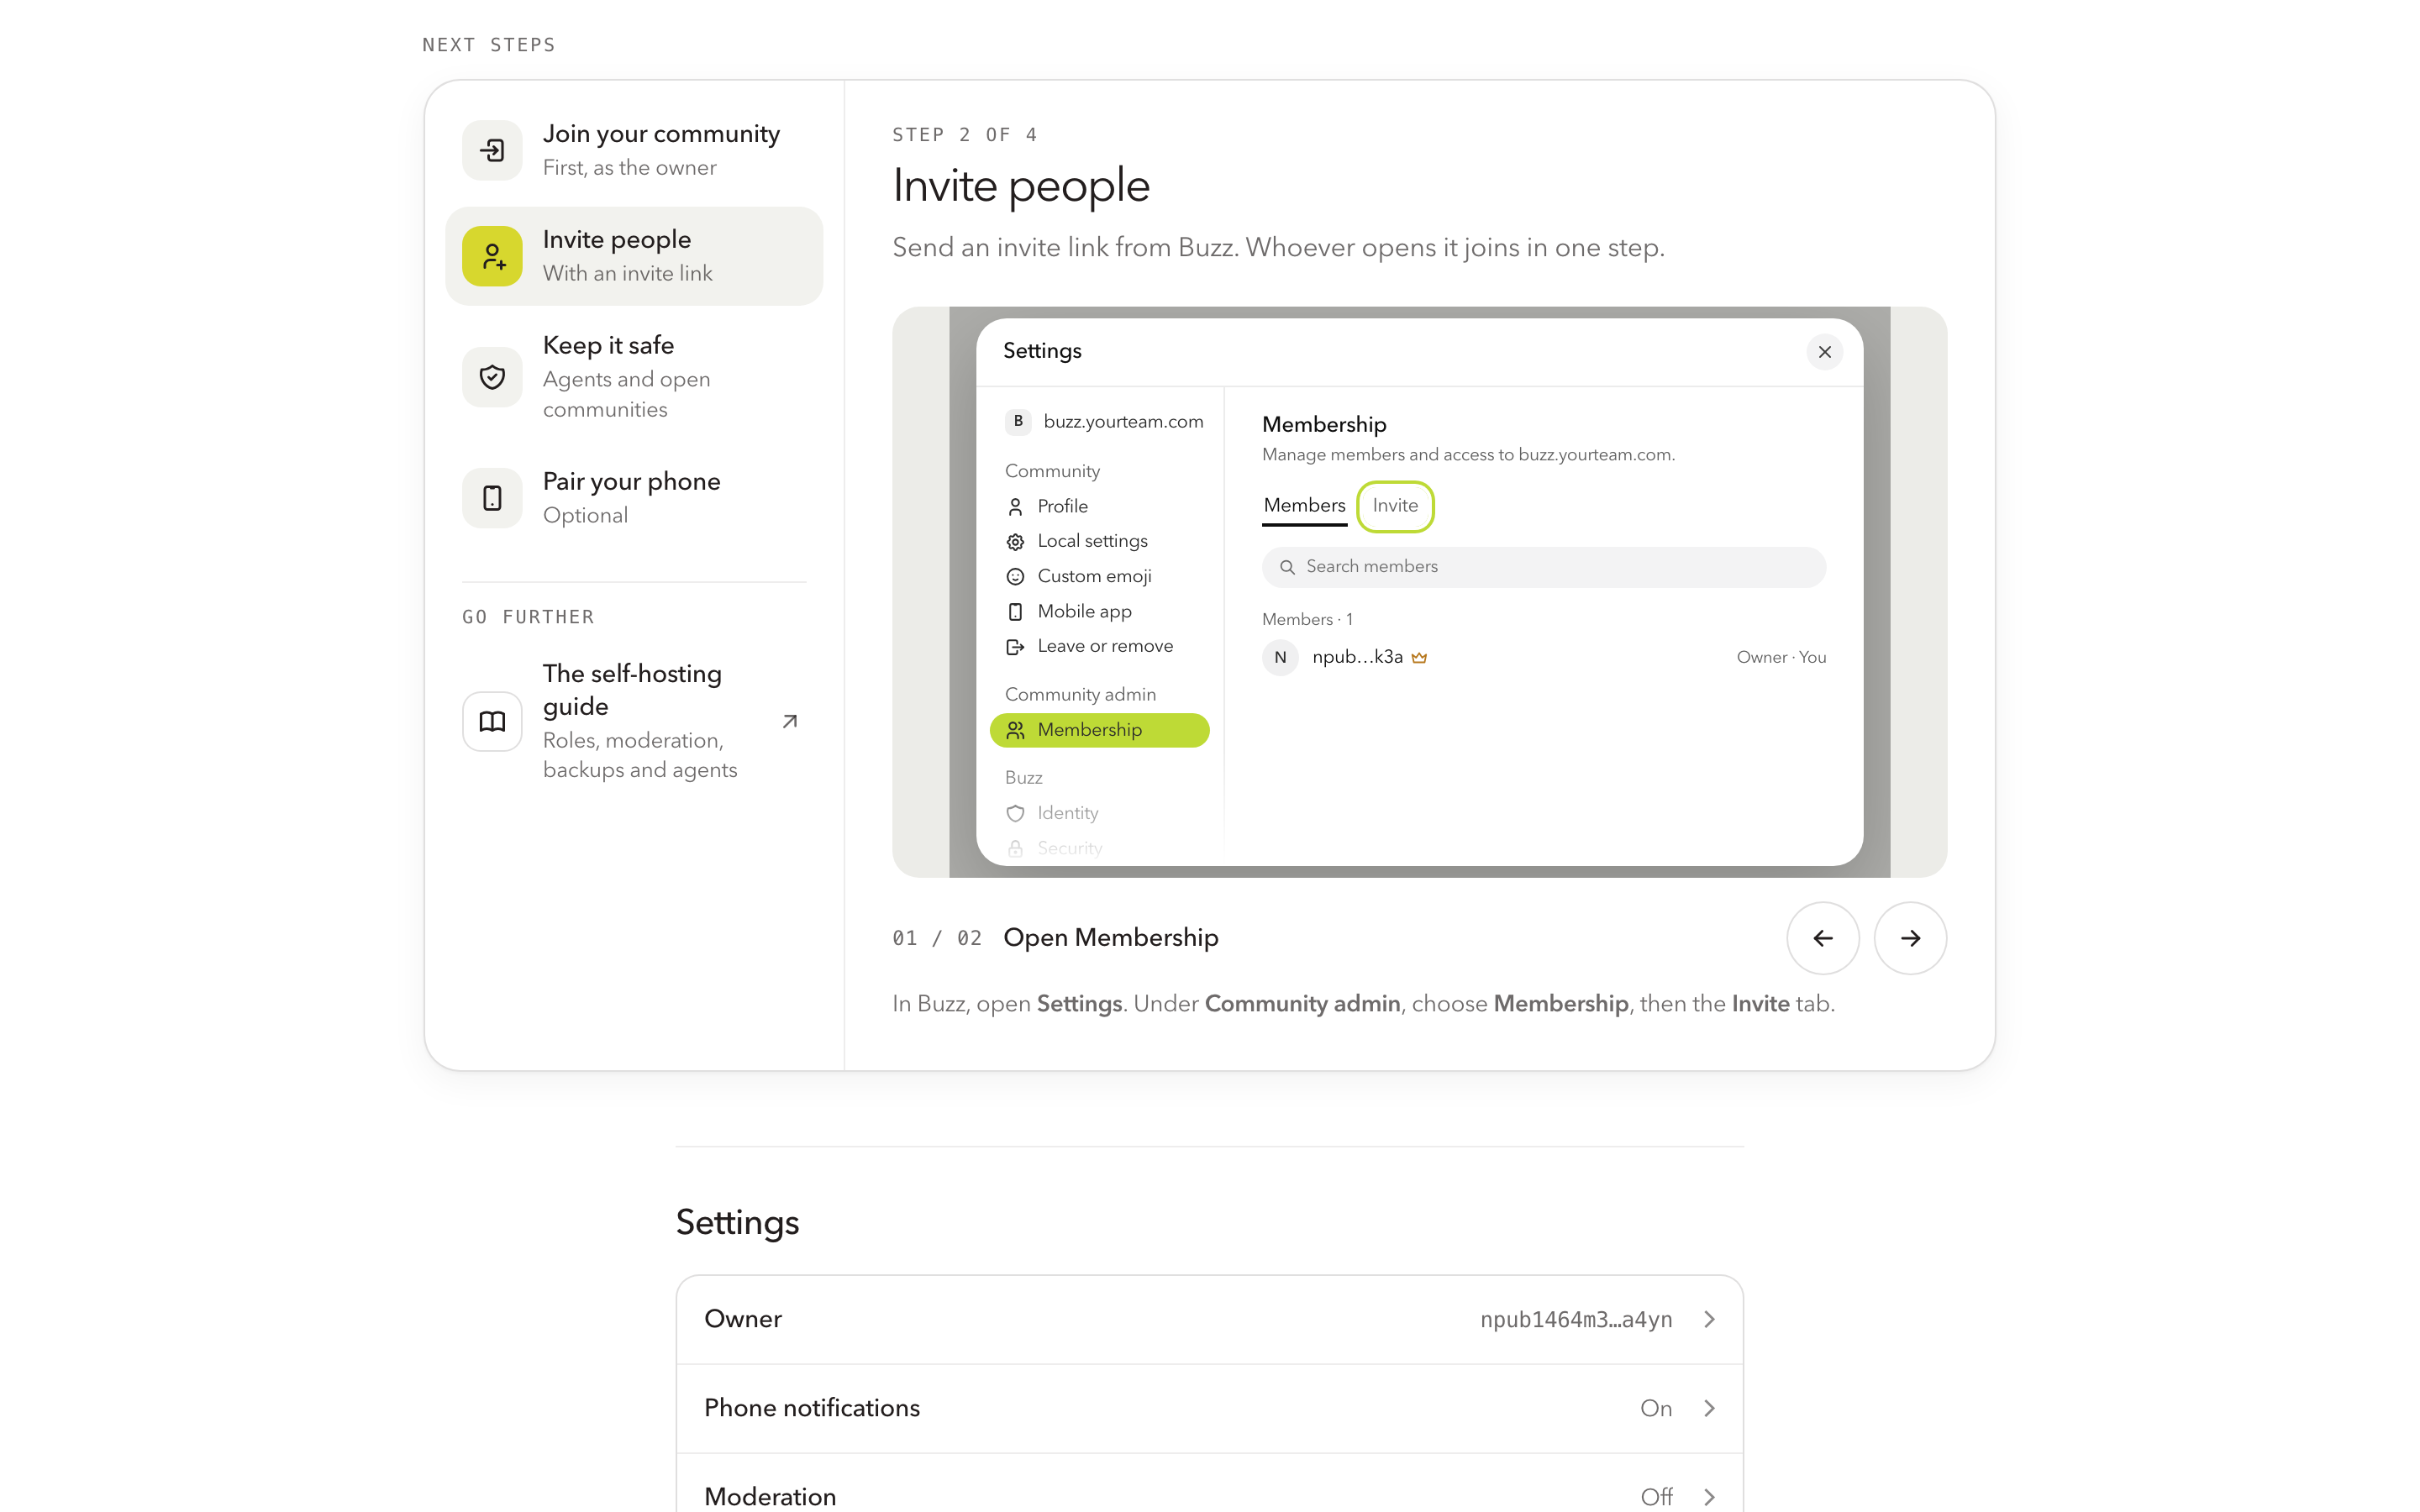 NEXT STEPS
Join your community
First, as the owner
Invite people
With an invite link
Keep it safe
Agents and open
communities
Pair your phone
Optional
GO FURTHER
The self-hosting
guide
Roles, moderation,
backups and agents
STEP 2 OF 4
Invite people
Send an invite link from Buzz. Whoever opens it joins in one step.
Settings
B buzz.yourteam.com
Community
Profile
Local settings
Custom emoji
Mobile app
Leave or remove
Community admin
Membership
Buzz
Identity
Security
Membership
Manage members and access to buzz.yourteam.com.
Members Invite
Search members
Members · 1
N npub…k3a Owner · You
01 / 02 Open Membership
In Buzz, open Settings. Under Community admin, choose Membership, then the Invite tab.
Settings
Owner npub1464m3…a4yn
Phone notifications On
Moderation Off